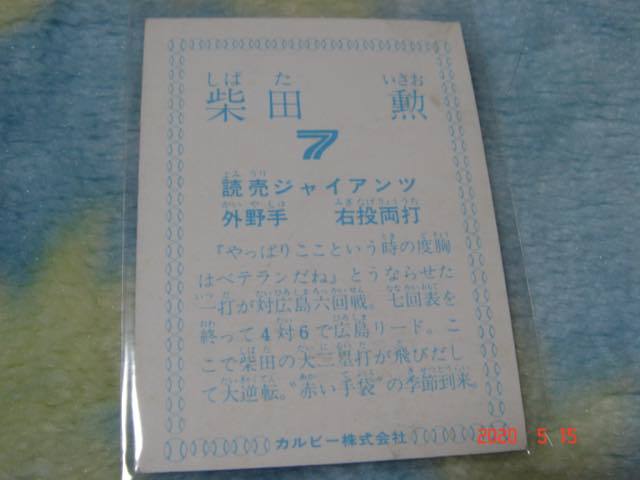 しばた いさお
柴田 勲
7
よみうり
読売ジャイアンツ
がいやしゅ みぎなげりょううち
外野手 右投両打
『やっぱりここという時の度胸
はベテランだね』とうならせた
一打が対広島六回戦。七回表を
終って4対6で広島リード。こ
こで柴田の大二塁打が飛びだし
て大逆転。"赤い手袋"の季節到来。
カルビー株式会社
2020 5 15